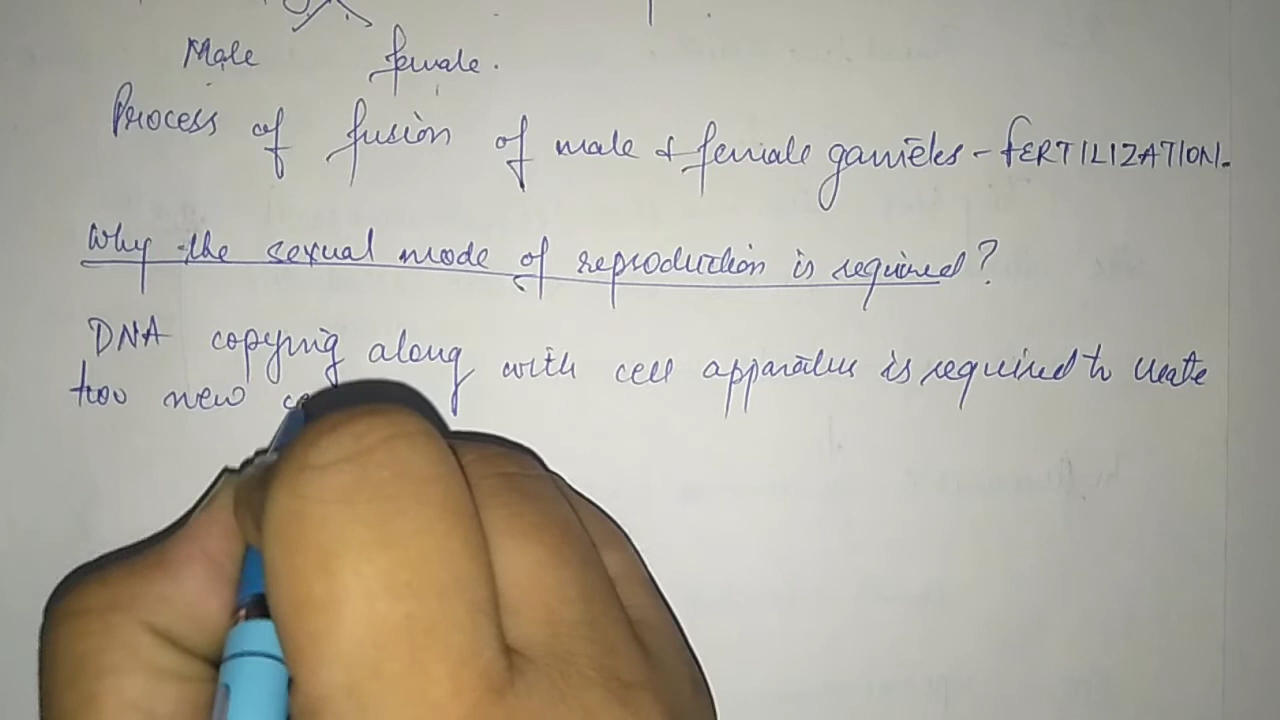 Male female.
Process of fusion of male & female gametes - FERTILIZATION.
Why the sexual mode of reproduction is required?
DNA copying along with cell apparatus is required to create
two new